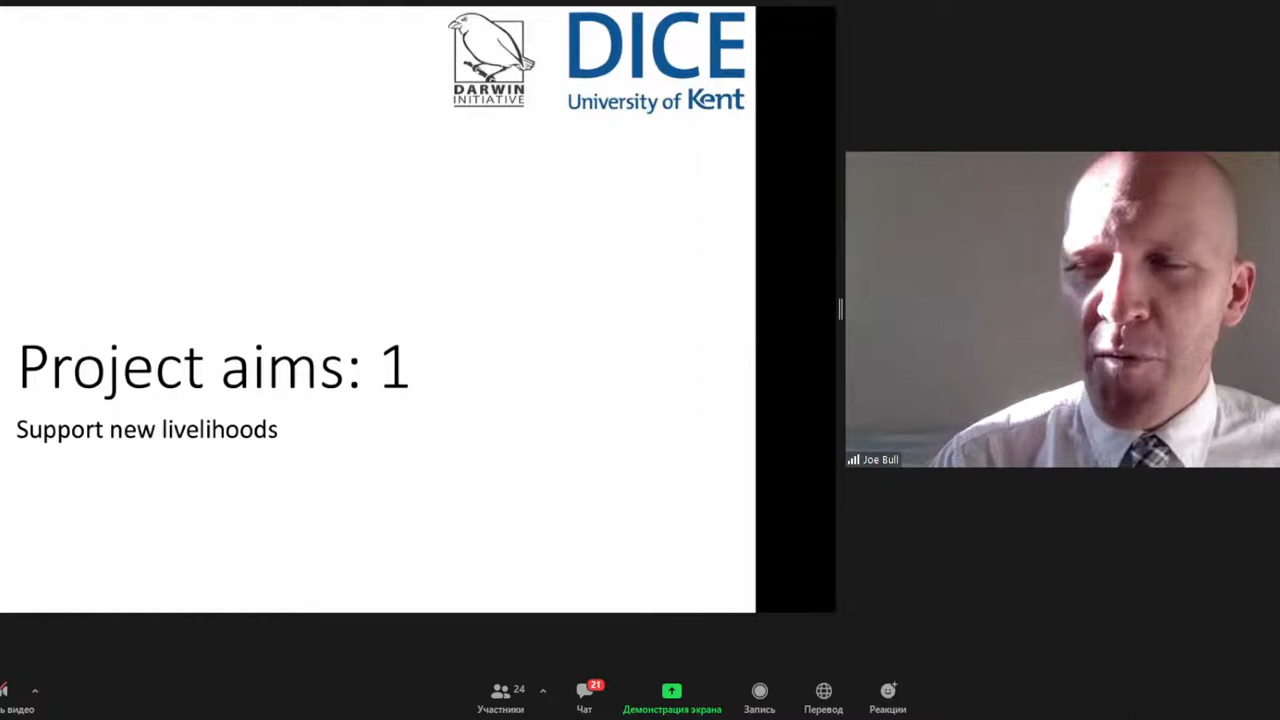 DARWIN
INITIATIVE
DICE
University of Kent
Project aims: 1
Support new livelihoods
Joe Bull
ь видео
24
Участники
21
Чат
Демонстрация экрана
Запись
Перевод
Реакции